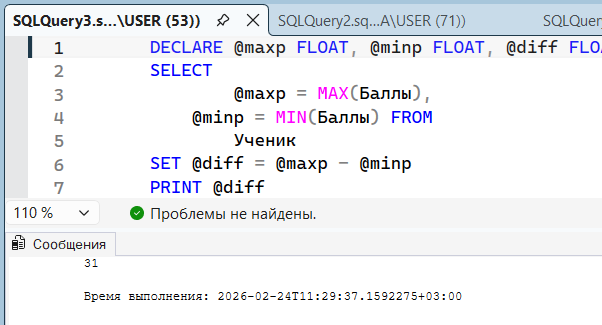 SQLQuery3.s...\USER (53)) SQLQuery2.sq...A\USER (71)) SQLQuery
1 DECLARE @maxp FLOAT, @minp FLOAT, @diff FLO
2 SELECT
3 @maxp = MAX(Баллы),
4 @minp = MIN(Баллы) FROM
5 Ученик
6 SET @diff = @maxp - @minp
7 PRINT @diff
110 % Проблемы не найдены.
Сообщения
31
Время выполнения: 2026-02-24T11:29:37.1592275+03:00